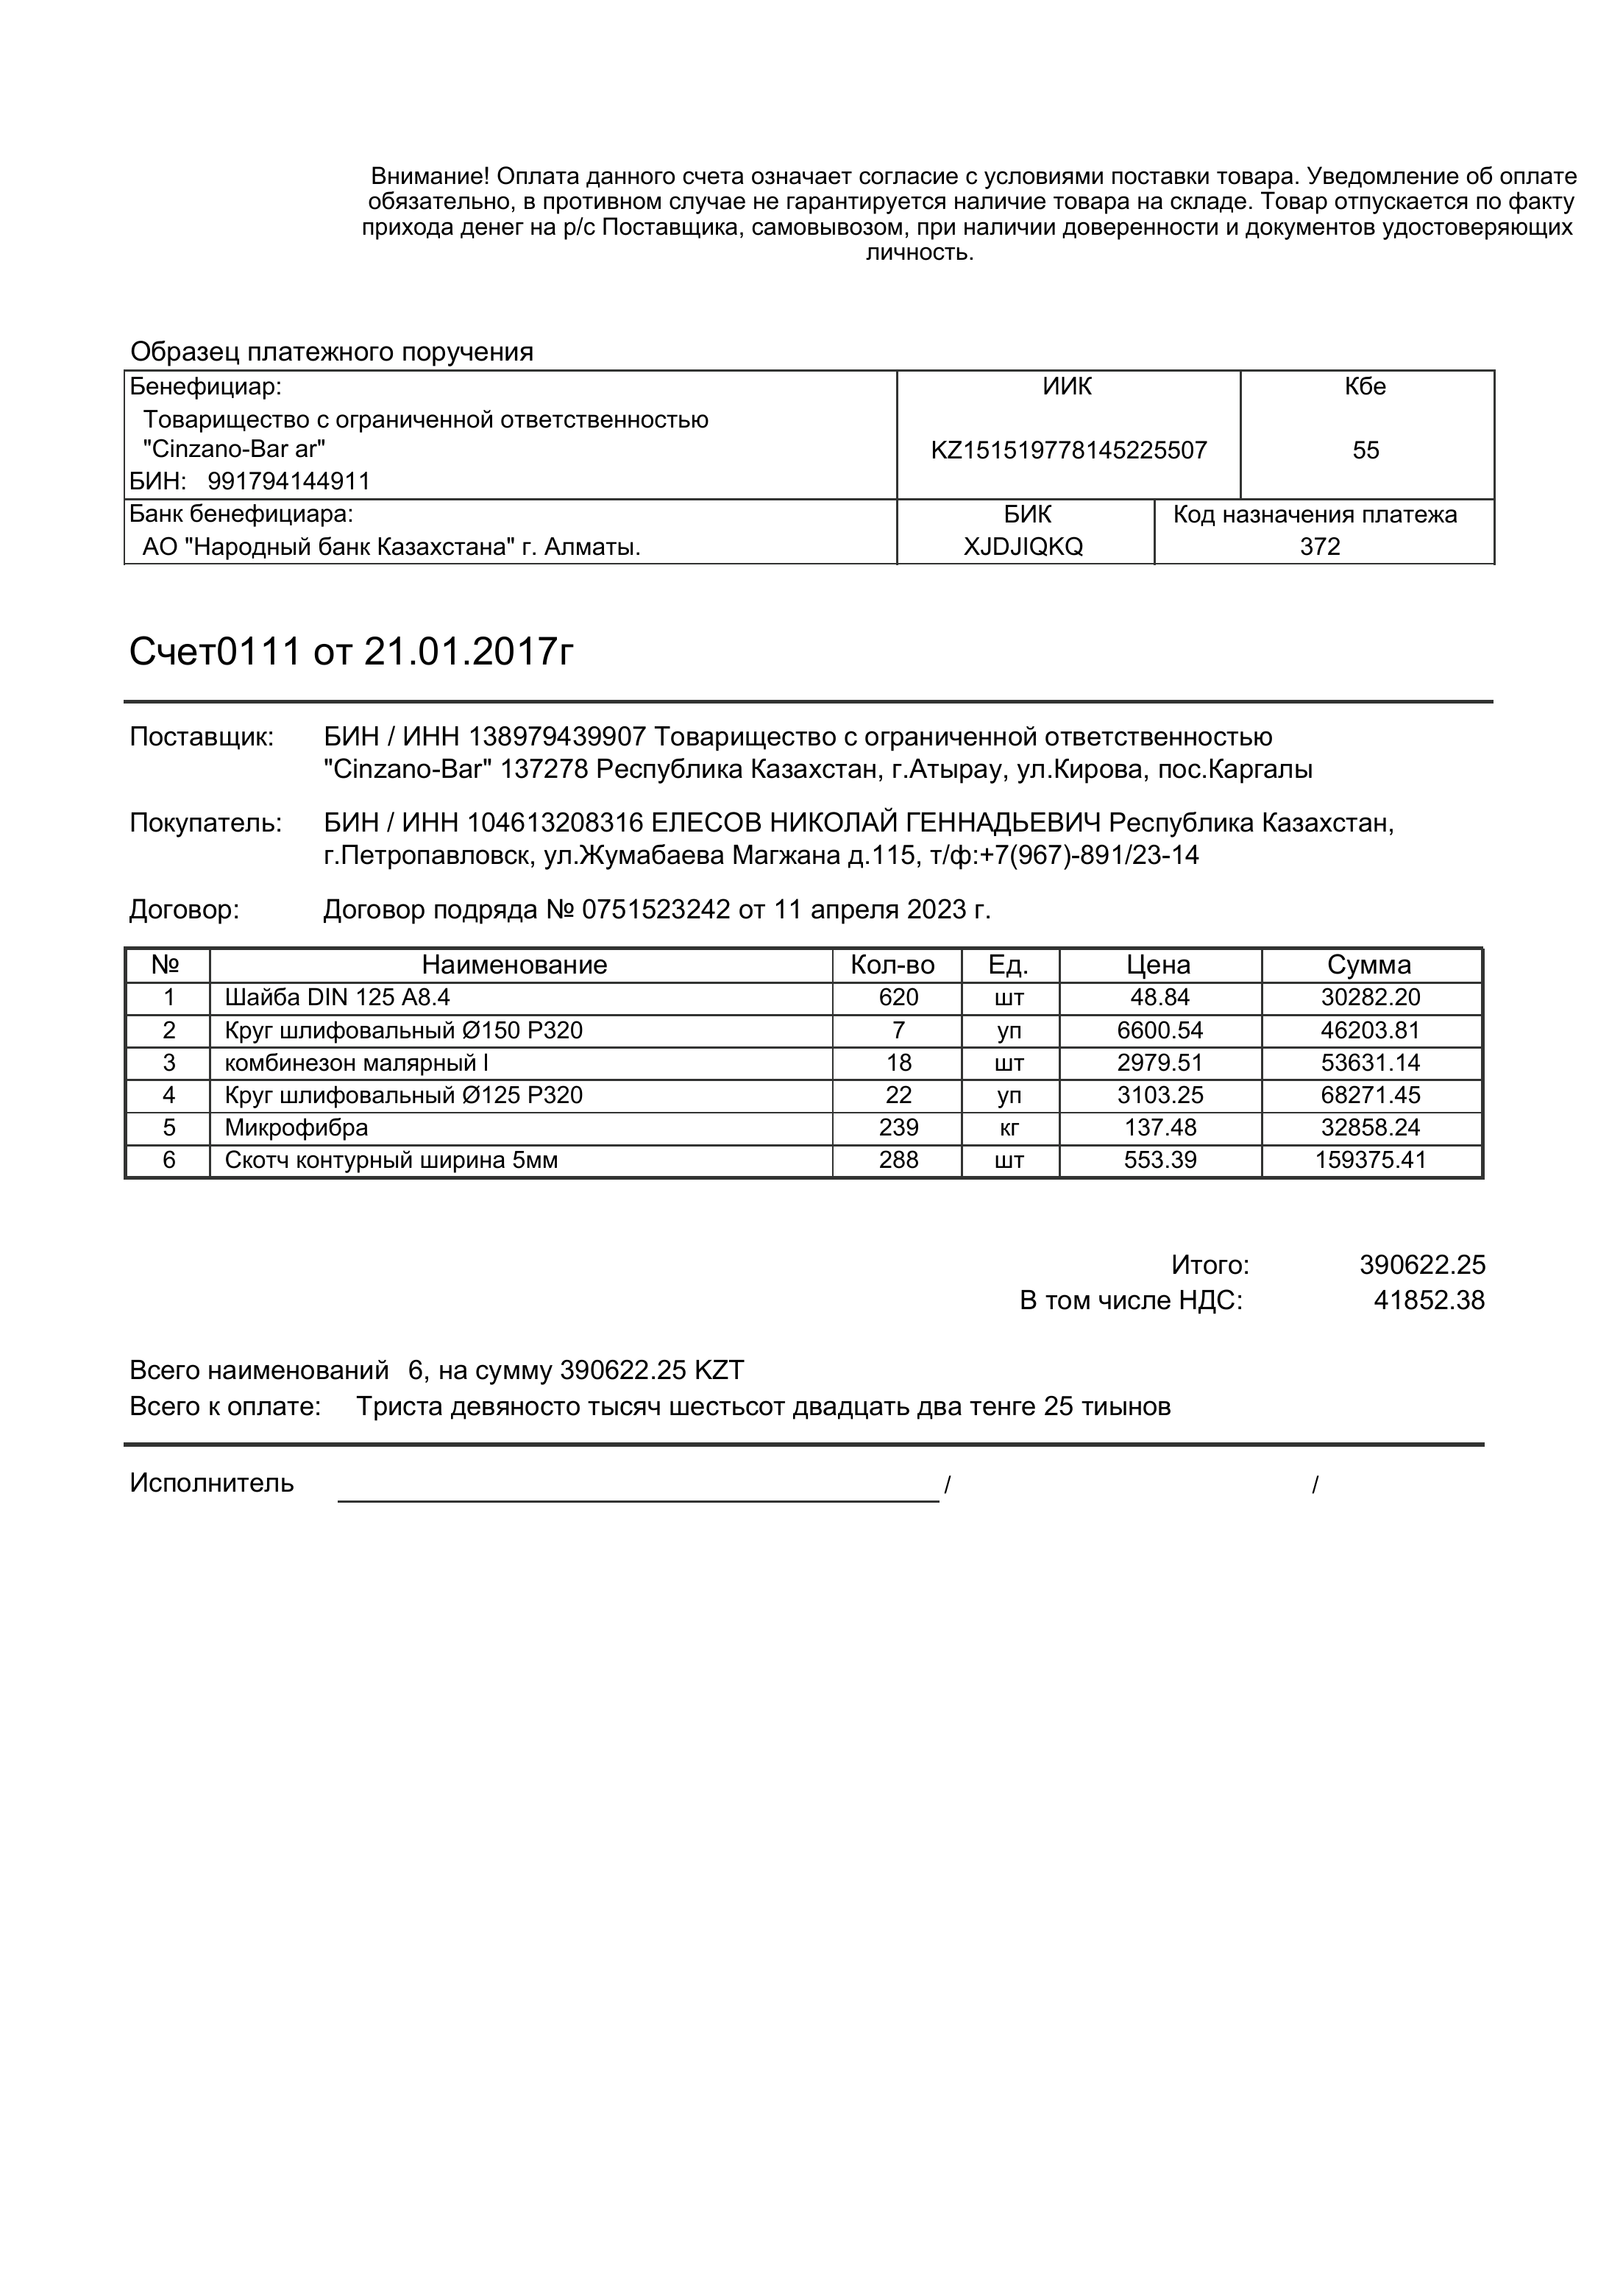 Внимание! Оплата данного счета означает согласие с условиями поставки товара. Уведомление об оплате
обязательно, в противном случае не гарантируется наличие товара на складе. Товар отпускается по факту
прихода денег на р/с Поставщика, самовывозом, при наличии доверенности и документов удостоверяющих
личность.
Образец платежного поручения
Бенефициар: ИИК Кбе
Товарищество с ограниченной ответственностью
"Cinzano-Bar ar" KZ151519778145225507 55
БИН: 991794144911
Банк бенефициара: БИК Код назначения платежа
АО "Народный банк Казахстана" г. Алматы. XJDJIQKQ 372
Счет0111 от 21.01.2017г
Поставщик: БИН / ИНН 138979439907 Товарищество с ограниченной ответственностью
"Cinzano-Bar" 137278 Республика Казахстан, г.Атырау, ул.Кирова, пос.Каргалы
Покупатель: БИН / ИНН 104613208316 ЕЛЕСОВ НИКОЛАЙ ГЕННАДЬЕВИЧ Республика Казахстан,
г.Петропавловск, ул.Жумабаева Магжана д.115, т/ф:+7(967)-891/23-14
Договор: Договор подряда № 0751523242 от 11 апреля 2023 г.
№ Наименование Кол-во Ед. Цена Сумма
1 Шайба DIN 125 A8.4 620 шт 48.84 30282.20
2 Круг шлифовальный Ø150 P320 7 уп 6600.54 46203.81
3 комбинезон малярный l 18 шт 2979.51 53631.14
4 Круг шлифовальный Ø125 P320 22 уп 3103.25 68271.45
5 Микрофибра 239 кг 137.48 32858.24
6 Скотч контурный ширина 5мм 288 шт 553.39 159375.41
Итого: 390622.25
В том числе НДС: 41852.38
Всего наименований 6, на сумму 390622.25 KZT
Всего к оплате: Триста девяносто тысяч шестьсот двадцать два тенге 25 тиынов
Исполнитель / /